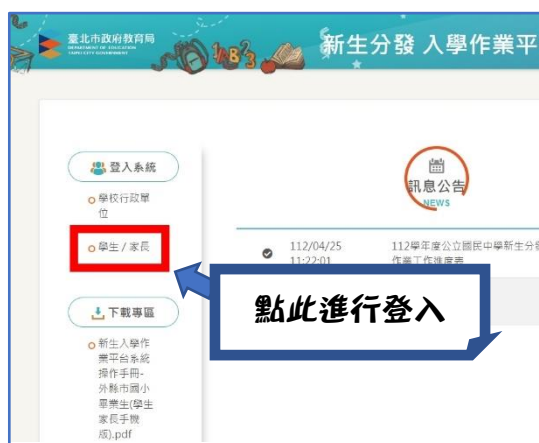 臺北市政府教育局
DEPARTMENT OF EDUCATION
TAIPEI CITY GOVERNMENT
新生分發 入學作業平
登入系統
學校行政單
位
學生 / 家長
下載專區
新生入學作
業平台系統
操作手冊-
外縣市國小
畢業生(學生
家長手機
版).pdf
訊息公告
NEWS
112/04/25
11:22:01
112學年度公立國民中學新生分發
作業工作進度表
點此進行登入